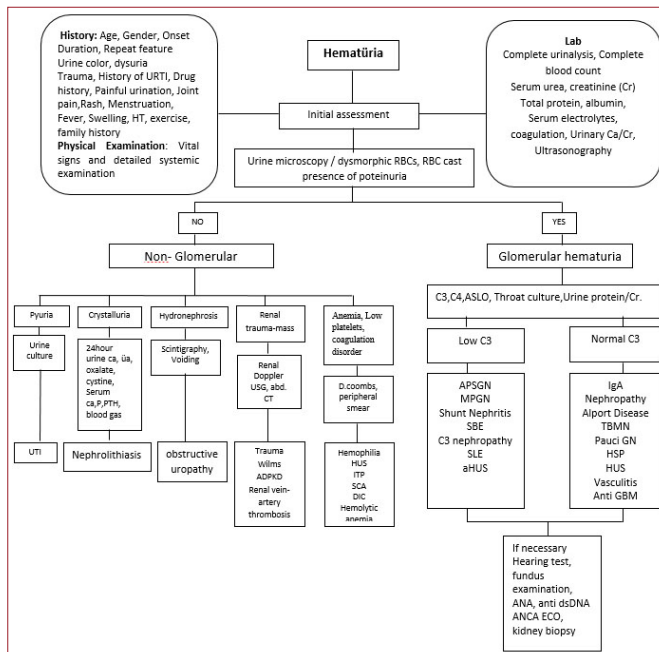 History: Age, Gender, Onset
Duration, Repeat feature
Urine color, dysuria
Trauma, History of URTI, Drug
history, Painful urination, Joint
pain,Rash, Menstruation,
Fever, Swelling, HT, exercise,
family history
Physical Examination: Vital
signs and detailed systemic
examination
Hematüria
Lab
Complete urinalysis, Complete
blood count
Serum urea, creatinine (Cr)
Total protein, albumin,
Serum electrolytes,
coagulation, Urinary Ca/Cr,
Ultrasonography
Initial assessment
Urine microscopy / dysmorphic RBCs, RBC cast
presence of poteinuria
NO
YES
Non- Glomerular
Glomerular hematuria
Pyuria
Urine
culture
UTI
Crystalluria
24hour
urine ca, üa,
oxalate,
cystine,
Serum
ca,P,PTH,
blood gas
Nephrolithiasis
Hydronephrosis
Scintigraphy,
Voiding
obstructive
uropathy
Renal
trauma-mass
Renal
Doppler
USG, abd.
CT
Trauma
Wilms
ADPKD
Renal vein-
artery
thrombosis
Anemia, Low
platelets,
coagulation
disorder
D.coombs,
peripheral
smear
Hemophilia
HUS
ITP
SCA
DIC
Hemolytic
anemia
C3,C4,ASLO, Throat culture,Urine protein/Cr.
Low C3
APSGN
MPGN
Shunt Nephritis
SBE
C3 nephropathy
SLE
aHUS
Normal C3
IgA
Nephropathy
Alport Disease
TBMN
Pauci GN
HSP
HUS
Vasculitis
Anti GBM
If necessary
Hearing test,
fundus
examination,
ANA, anti dsDNA
ANCA ECO,
kidney biopsy